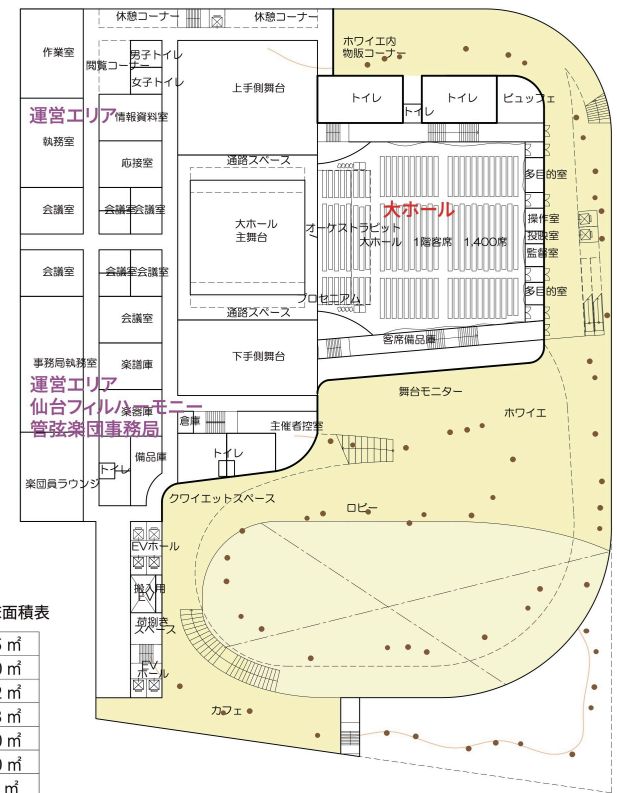 休憩コーナー
休憩コーナー
作業室
男子トイレ
閲覧コーナー
女子トイレ
上手側舞台
ホワイエ内
物販コーナー
トイレ
トイレ
トイレ
ビュッフェ
運営エリア
情報資料室
執務室
応接室
通路スペース
多目的室
会議室
会議室
会議室
大ホール
大ホール
主舞台
オーケストラピット
大ホール 1階客席 1,400席
操作室
投映室
監督室
会議室
会議室
会議室
多目的室
プロセニアム
通路スペース
会議室
客席備品庫
事務局執務室
楽譜庫
下手側舞台
運営エリア
仙台フィルハーモニー
管弦楽団事務局
楽器庫
舞台モニター
ホワイエ
倉庫
主催者控室
備品庫
トイレ
トイレ
楽団員ラウンジ
クワイエットスペース
ロビー
EVホール
搬入用
EV
荷捌き
スペース
EV
ホール
カフェ
面積表
㎡
㎡
㎡
㎡
㎡
㎡
㎡